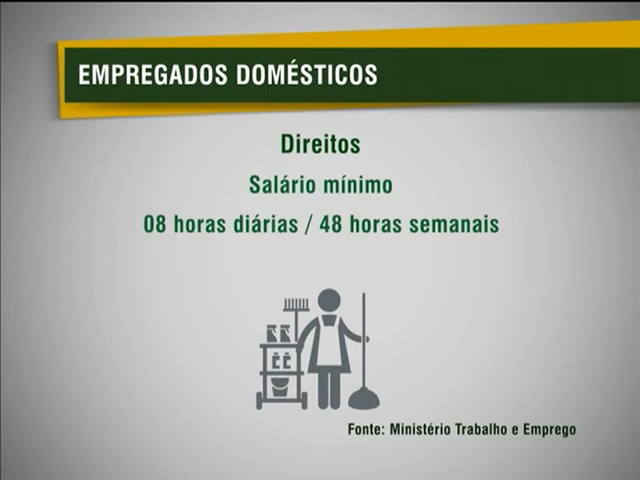 EMPREGADOS DOMÉSTICOS
Direitos
Salário mínimo
08 horas diárias / 48 horas semanais
Fonte: Ministério Trabalho e Emprego